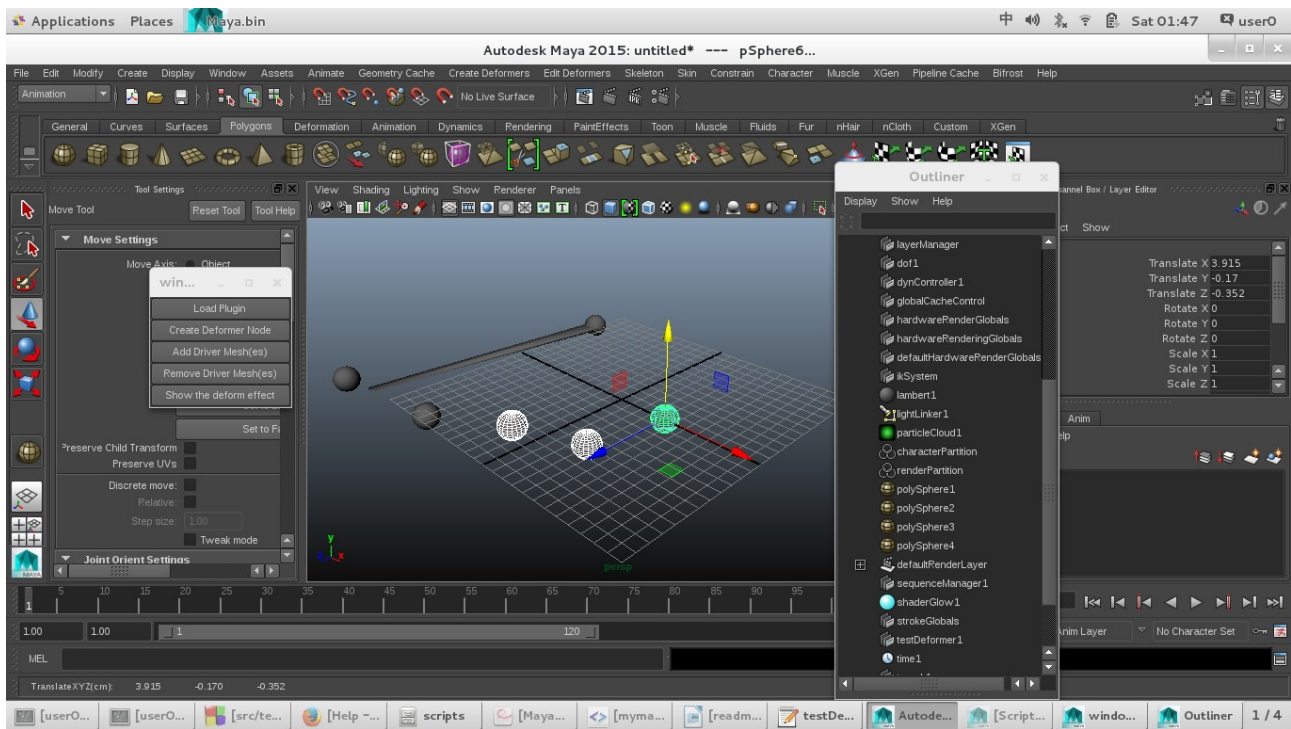 Applications Places Maya.bin 中 Sat 01:47 userO
Autodesk Maya 2015: untitled* --- pSphere6...
File Edit Modify Create Display Window Assets Animate Geometry Cache Create Deformers Edit Deformers Skeleton Skin Constrain Character Muscle XGen Pipeline Cache Bifrost Help
Animation No Live Surface
General Curves Surfaces Polygons Deformation Animation Dynamics Rendering PaintEffects Toon Muscle Fluids Fur nHair nCloth Custom XGen
Tool Settings
Move Tool Reset Tool Tool Help
Move Settings
Move Axis: Object
win...
Load Plugin
Create Deformer Node
Add Driver Mesh(es)
Remove Driver Mesh(es)
Show the deform effect
Set to
Preserve Child Transform
Preserve UVs
Discrete move:
Relative:
Step size: 1.00
Tweak mode
Joint Orient Settings
MAYA
View Shading Lighting Show Renderer Panels
y
z x
persp
Outliner
Display Show Help
layerManager
dof1
dynController1
globalCacheControl
hardwareRenderGlobals
hardwareRenderingGlobals
defaultHardwareRenderGlobals
ikSystem
lambert1
lightLinker1
particleCloud1
characterPartition
renderPartition
polySphere1
polySphere2
polySphere3
polySphere4
defaultRenderLayer
sequenceManager1
shaderGlow1
strokeGlobals
testDeformer1
time1
annel Box / Layer Editor
ct Show
Translate X 3.915
Translate Y -0.17
Translate Z -0.352
Rotate X 0
Rotate Y 0
Rotate Z 0
Scale X 1
Scale Y 1
Scale Z 1
Anim
elp
1 5 10 15 20 25 30 35 40 45 50 55 60 65 70 75 80 85 90 95
1.00 1.00 1 120 Anim Layer No Character Set
MEL
TranslateXYZ(cm): 3.915 -0.170 -0.352
[userO... [userO... [src/te... [Help -... scripts [Maya... [myma... [readm... testDe... Autode... [Script... windo... Outliner 1 / 4